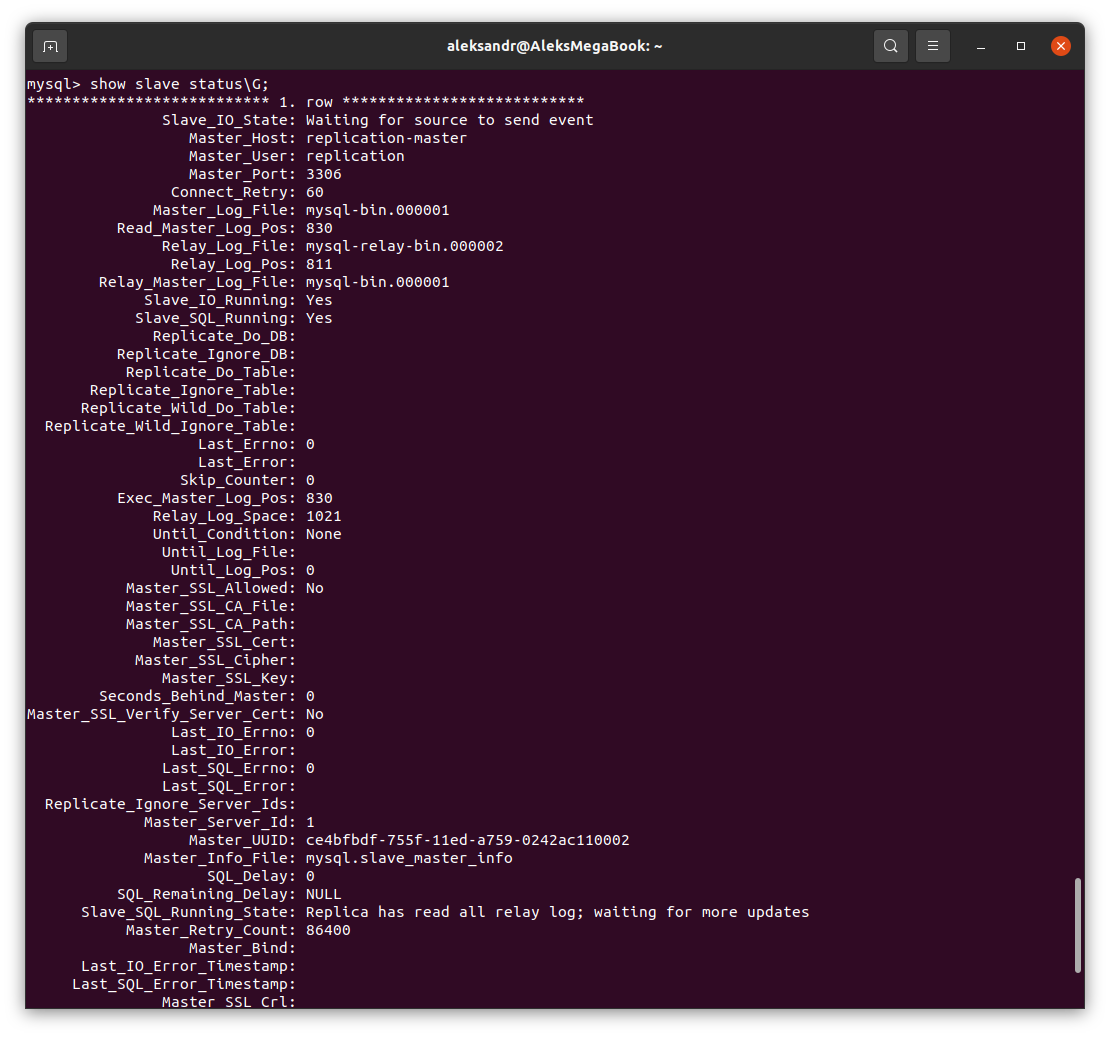 aleksandr@AleksMegaBook: ~
mysql> show slave status\G;
*************************** 1. row ***************************
Slave_IO_State: Waiting for source to send event
Master_Host: replication-master
Master_User: replication
Master_Port: 3306
Connect_Retry: 60
Master_Log_File: mysql-bin.000001
Read_Master_Log_Pos: 830
Relay_Log_File: mysql-relay-bin.000002
Relay_Log_Pos: 811
Relay_Master_Log_File: mysql-bin.000001
Slave_IO_Running: Yes
Slave_SQL_Running: Yes
Replicate_Do_DB:
Replicate_Ignore_DB:
Replicate_Do_Table:
Replicate_Ignore_Table:
Replicate_Wild_Do_Table:
Replicate_Wild_Ignore_Table:
Last_Errno: 0
Last_Error:
Skip_Counter: 0
Exec_Master_Log_Pos: 830
Relay_Log_Space: 1021
Until_Condition: None
Until_Log_File:
Until_Log_Pos: 0
Master_SSL_Allowed: No
Master_SSL_CA_File:
Master_SSL_CA_Path:
Master_SSL_Cert:
Master_SSL_Cipher:
Master_SSL_Key:
Seconds_Behind_Master: 0
Master_SSL_Verify_Server_Cert: No
Last_IO_Errno: 0
Last_IO_Error:
Last_SQL_Errno: 0
Last_SQL_Error:
Replicate_Ignore_Server_Ids:
Master_Server_Id: 1
Master_UUID: ce4bfbdf-755f-11ed-a759-0242ac110002
Master_Info_File: mysql.slave_master_info
SQL_Delay: 0
SQL_Remaining_Delay: NULL
Slave_SQL_Running_State: Replica has read all relay log; waiting for more updates
Master_Retry_Count: 86400
Master_Bind:
Last_IO_Error_Timestamp:
Last_SQL_Error_Timestamp:
Master_SSL_Crl: